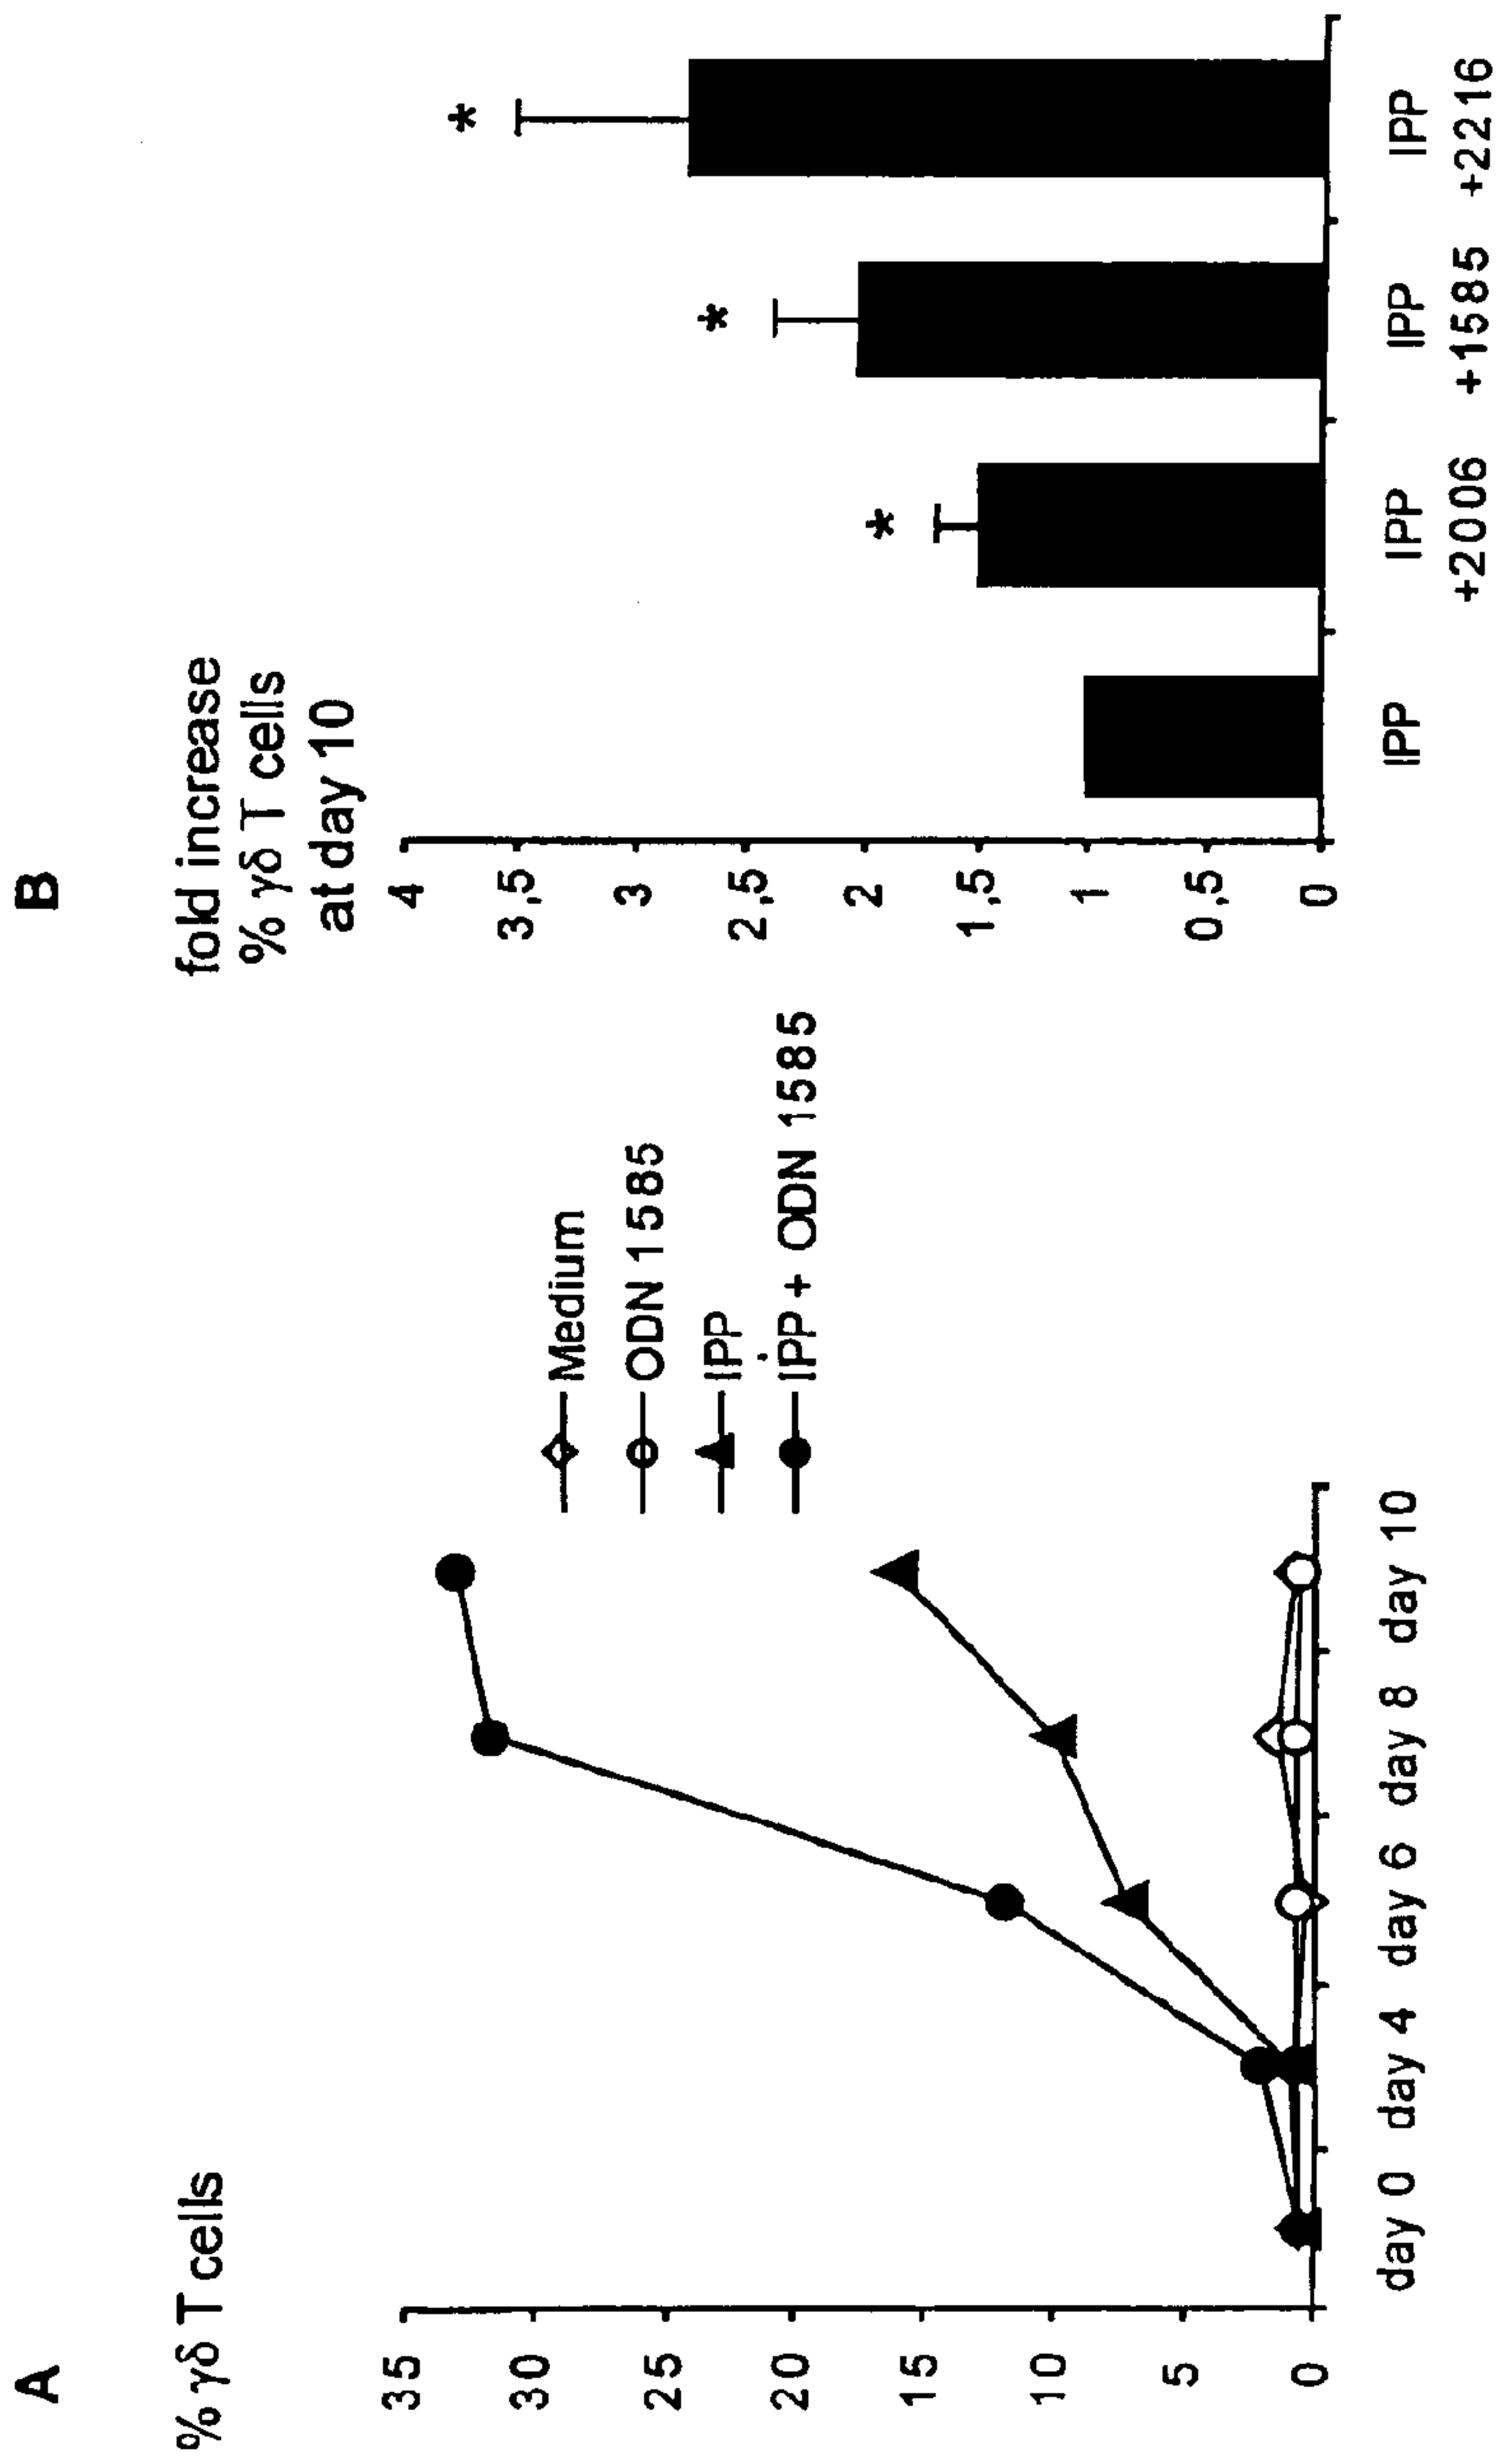 A
% γδ T cells
35
30
25
20
15
10
5
0
day 0 day 4 day 6 day 8 day 10
Medium
ODN 1585
IPP
IPP + ODN 1585
B
fold increase
% γδ T cells
at day 10
4
3,5
3
2,5
2
1,5
1
0,5
0
* * *
IPP IPP IPP IPP
+2006 +1585 +2216